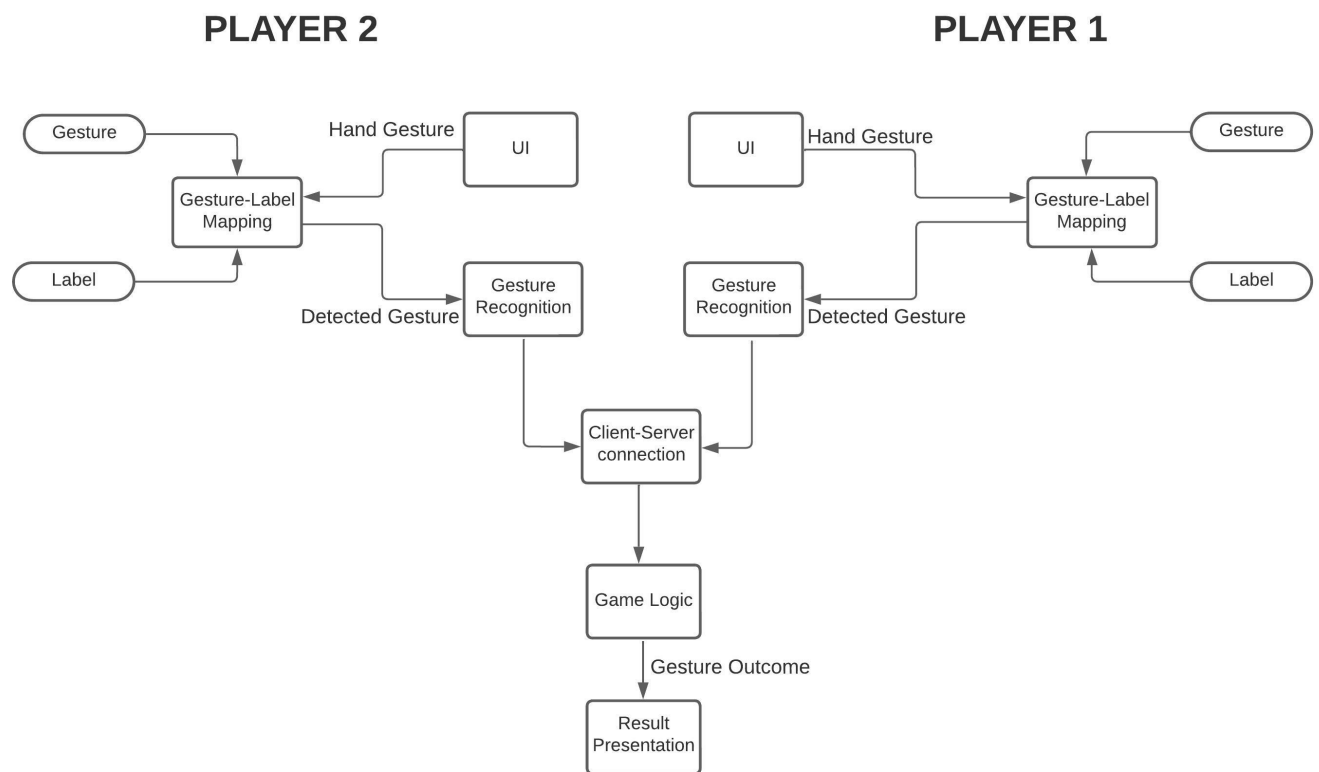 PLAYER 2
PLAYER 1
Gesture
Hand Gesture
UI
UI
Hand Gesture
Gesture
Gesture-Label
Mapping
Gesture-Label
Mapping
Label
Gesture
Recognition
Gesture
Recognition
Label
Detected Gesture
Detected Gesture
Client-Server
connection
Game Logic
Gesture Outcome
Result
Presentation